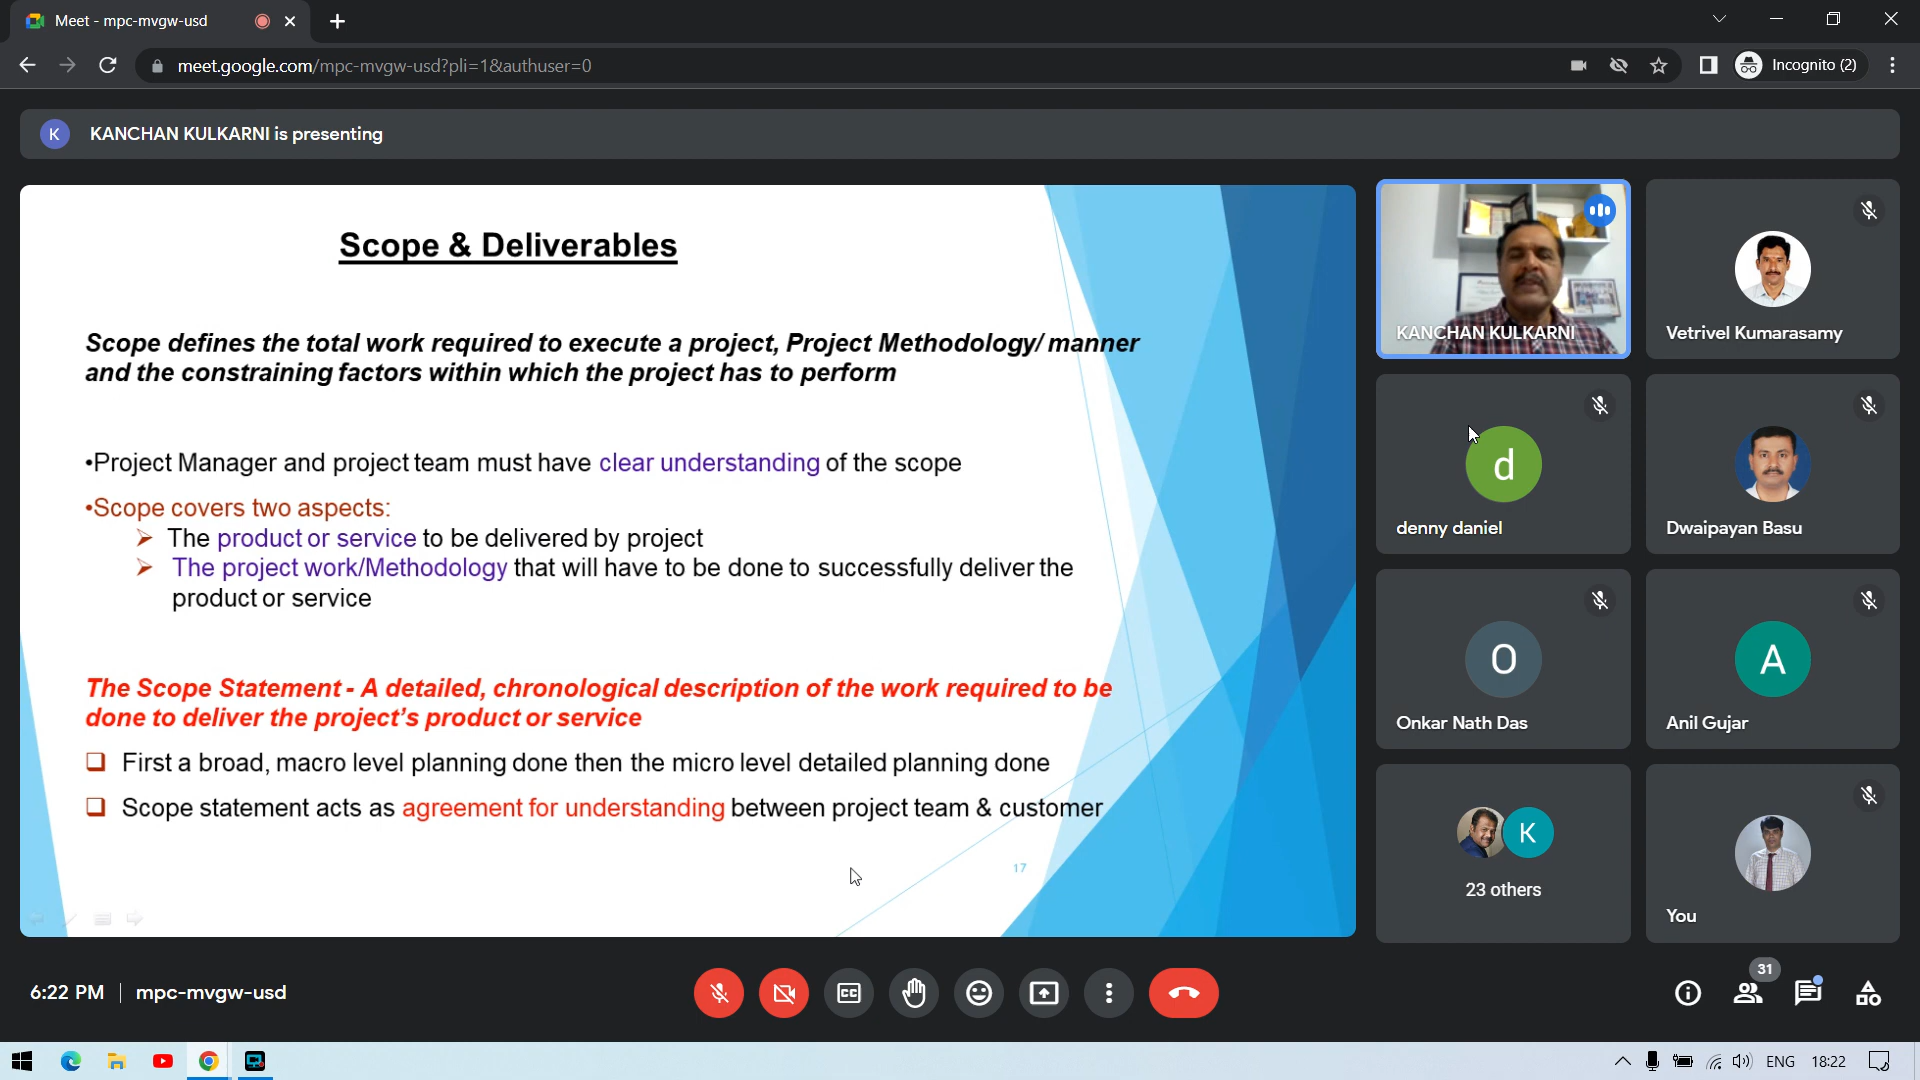 Meet - mpc-mvgw-usd
meet.google.com/mpc-mvgw-usd?pli=1&authuser=0
Incognito (2)
K
KANCHAN KULKARNI is presenting
Scope & Deliverables
Scope defines the total work required to execute a project, Project Methodology/ manner
and the constraining factors within which the project has to perform
•Project Manager and project team must have clear understanding of the scope
•Scope covers two aspects:
➢ The product or service to be delivered by project
➢ The project work/Methodology that will have to be done to successfully deliver the
product or service
The Scope Statement - A detailed, chronological description of the work required to be
done to deliver the project's product or service
❑ First a broad, macro level planning done then the micro level detailed planning done
❑ Scope statement acts as agreement for understanding between project team & customer
17
KANCHAN KULKARNI
Vetrivel Kumarasamy
d
denny daniel
Dwaipayan Basu
O
Onkar Nath Das
A
Anil Gujar
K
23 others
You
6:22 PM | mpc-mvgw-usd
CC
31
ENG
18:22